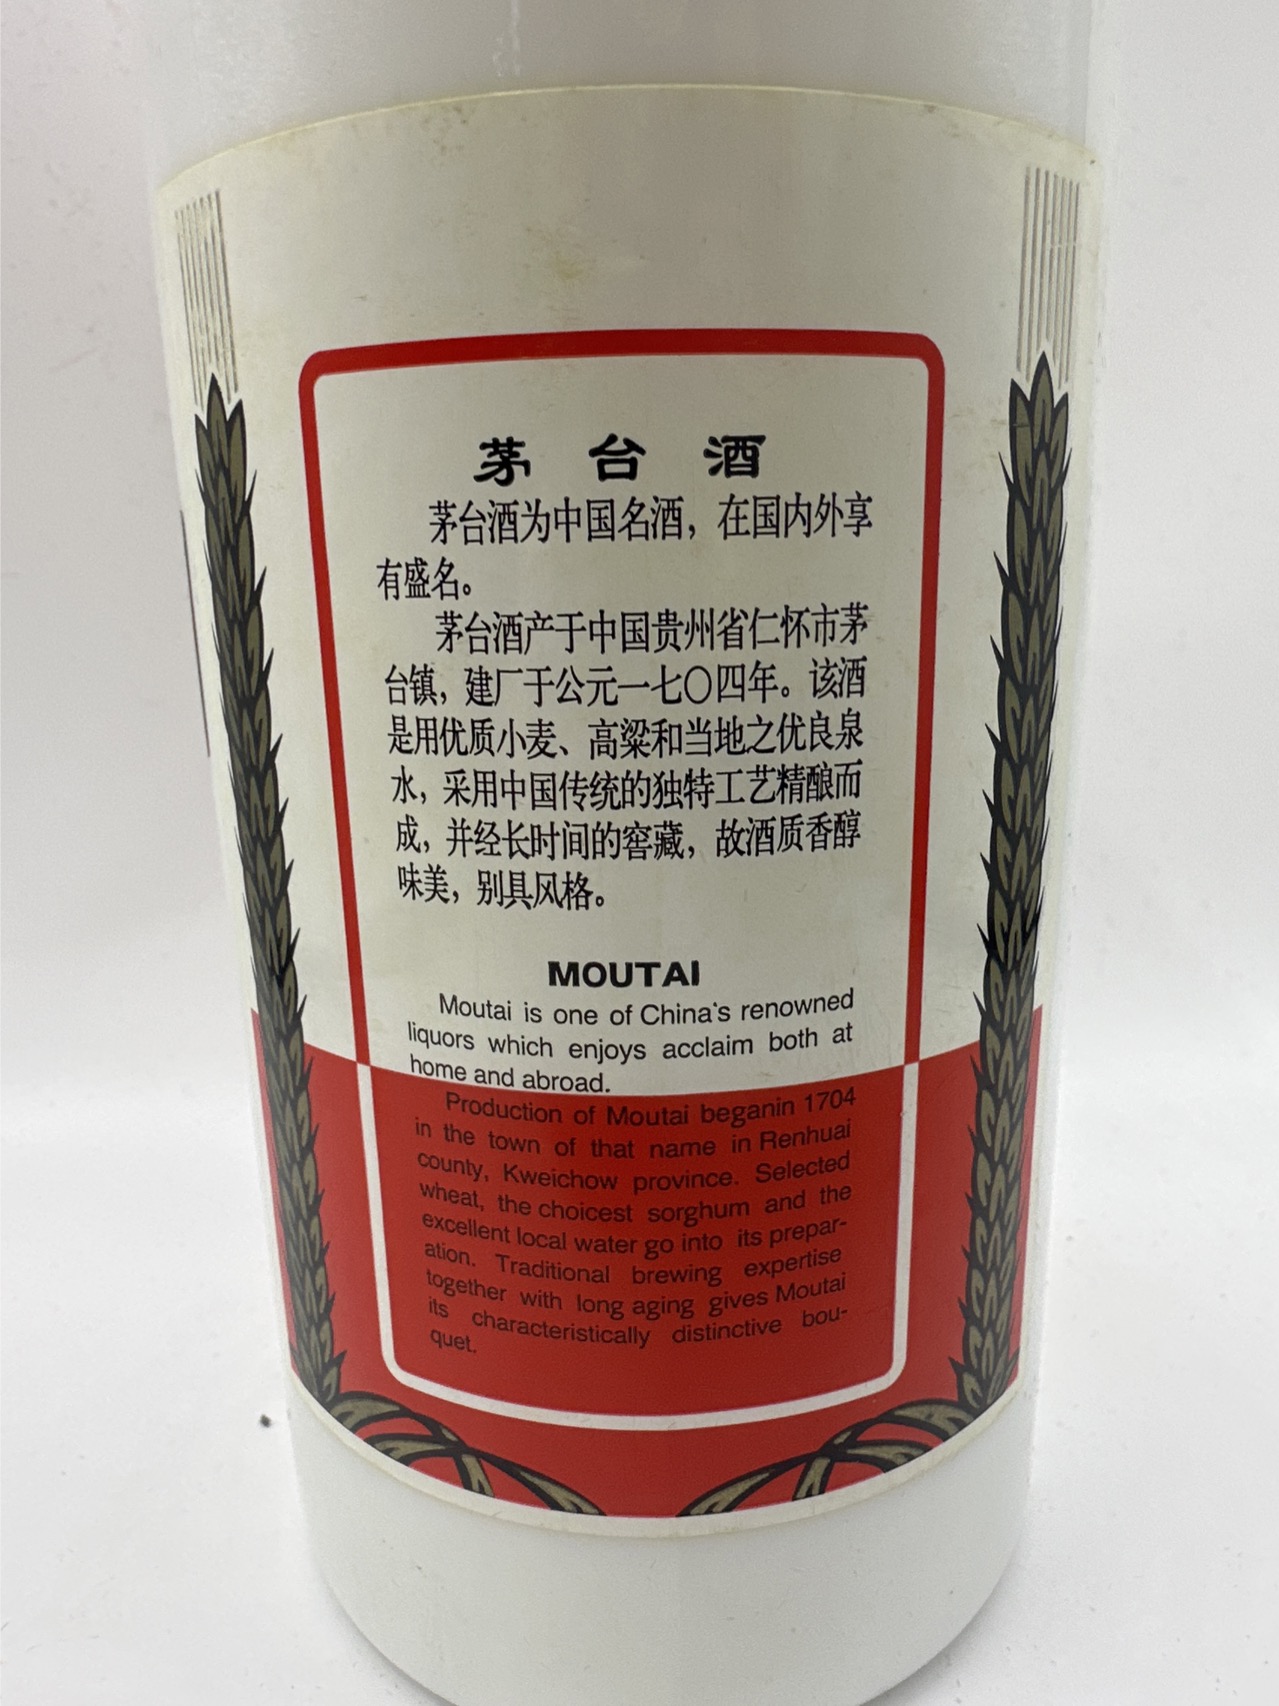 茅台酒
茅台酒为中国名酒，在国内外享
有盛名。
茅台酒产于中国贵州省仁怀市茅
台镇，建厂于公元一七〇四年。该酒
是用优质小麦、高粱和当地之优良泉
水，采用中国传统的独特工艺精酿而
成，并经长时间的窖藏，故酒质香醇
味美，别具风格。
MOUTAI
Moutai is one of China's renowned
liquors which enjoys acclaim both at
home and abroad.
Production of Moutai beganin 1704
in the town of that name in Renhuai
county, Kweichow province. Selected
wheat, the choicest sorghum and the
excellent local water go into its prepar-
ation. Traditional brewing expertise
together with long aging gives Moutai
its characteristically distinctive bou-
quet.